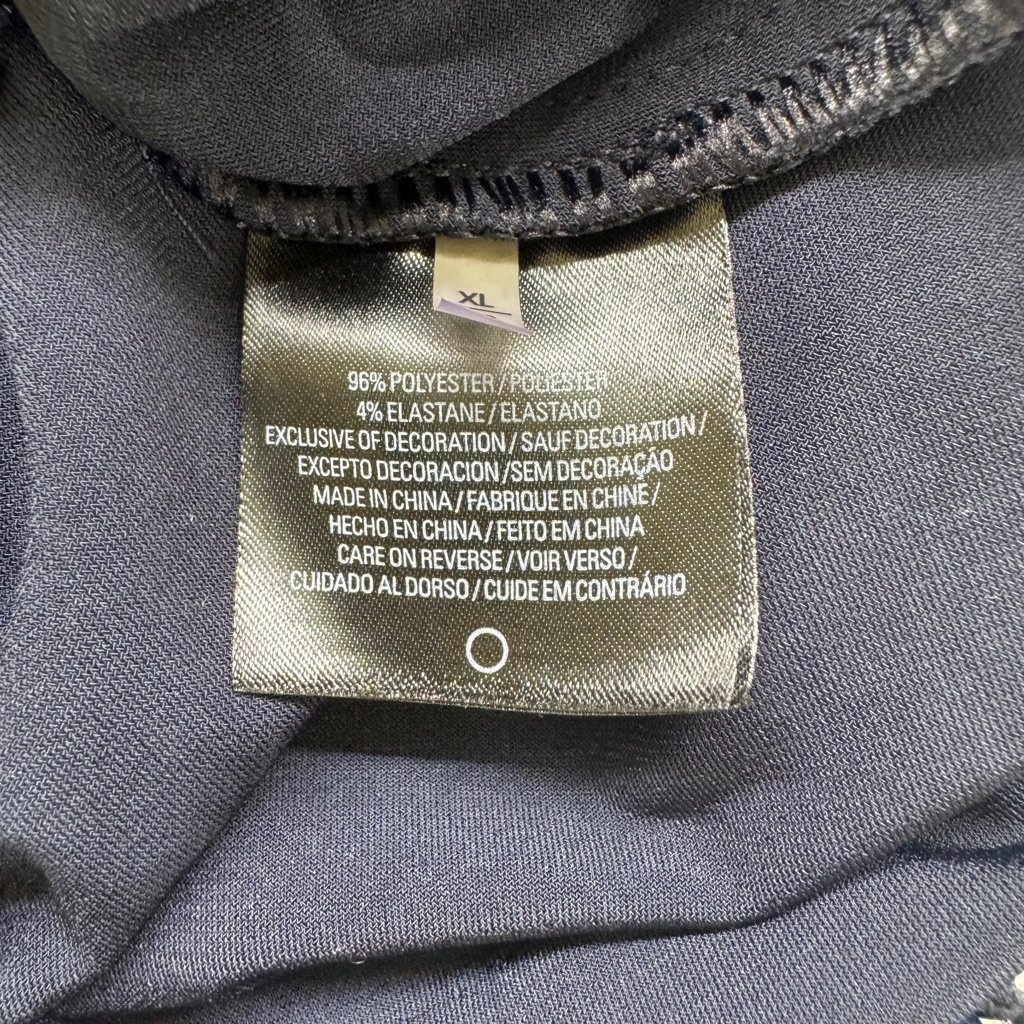 XL
96% POLYESTER / POLIESTER
4% ELASTANE / ELASTANO
EXCLUSIVE OF DECORATION / SAUF DECORATION /
EXCEPTO DECORACION / SEM DECORAÇÃO
MADE IN CHINA / FABRIQUE EN CHINE /
HECHO EN CHINA / FEITO EM CHINA
CARE ON REVERSE / VOIR VERSO /
CUIDADO AL DORSO / CUIDE EM CONTRÁRIO